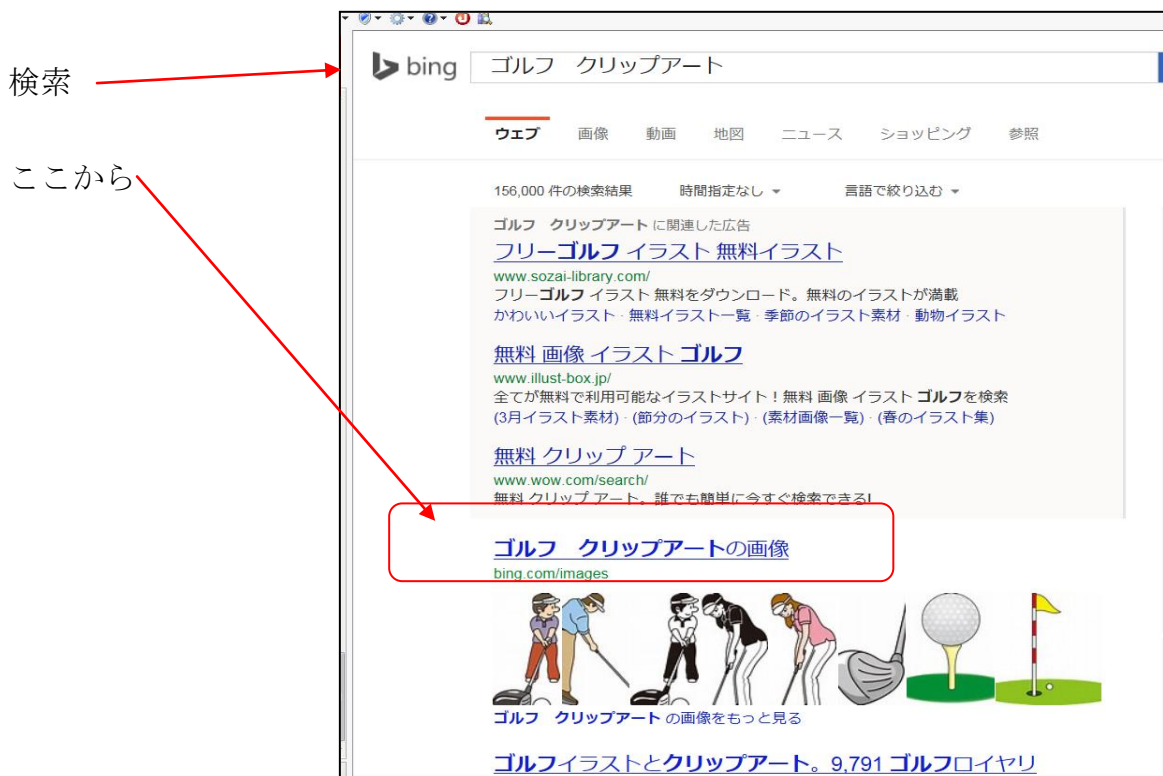 検索
ここから
bing
ゴルフ　クリップアート
ウェブ 画像 動画 地図 ニュース ショッピング 参照
156,000 件の検索結果 時間指定なし 言語で絞り込む
ゴルフ　クリップアート に関連した広告
フリーゴルフ イラスト 無料イラスト
www.sozai-library.com/
フリーゴルフ イラスト 無料をダウンロード。無料のイラストが満載
かわいいイラスト · 無料イラスト一覧 · 季節のイラスト素材 · 動物イラスト
無料 画像 イラスト ゴルフ
www.illust-box.jp/
全てが無料で利用可能なイラストサイト！無料 画像 イラスト ゴルフを検索
(3月イラスト素材) · (節分のイラスト) · (素材画像一覧) · (春のイラスト集)
無料 クリップ アート
www.wow.com/search/
無料 クリップ アート。誰でも簡単に今すぐ検索できる!
ゴルフ　クリップアートの画像
bing.com/images
ゴルフ　クリップアート の画像をもっと見る
ゴルフイラストとクリップアート。9,791 ゴルフロイヤリ